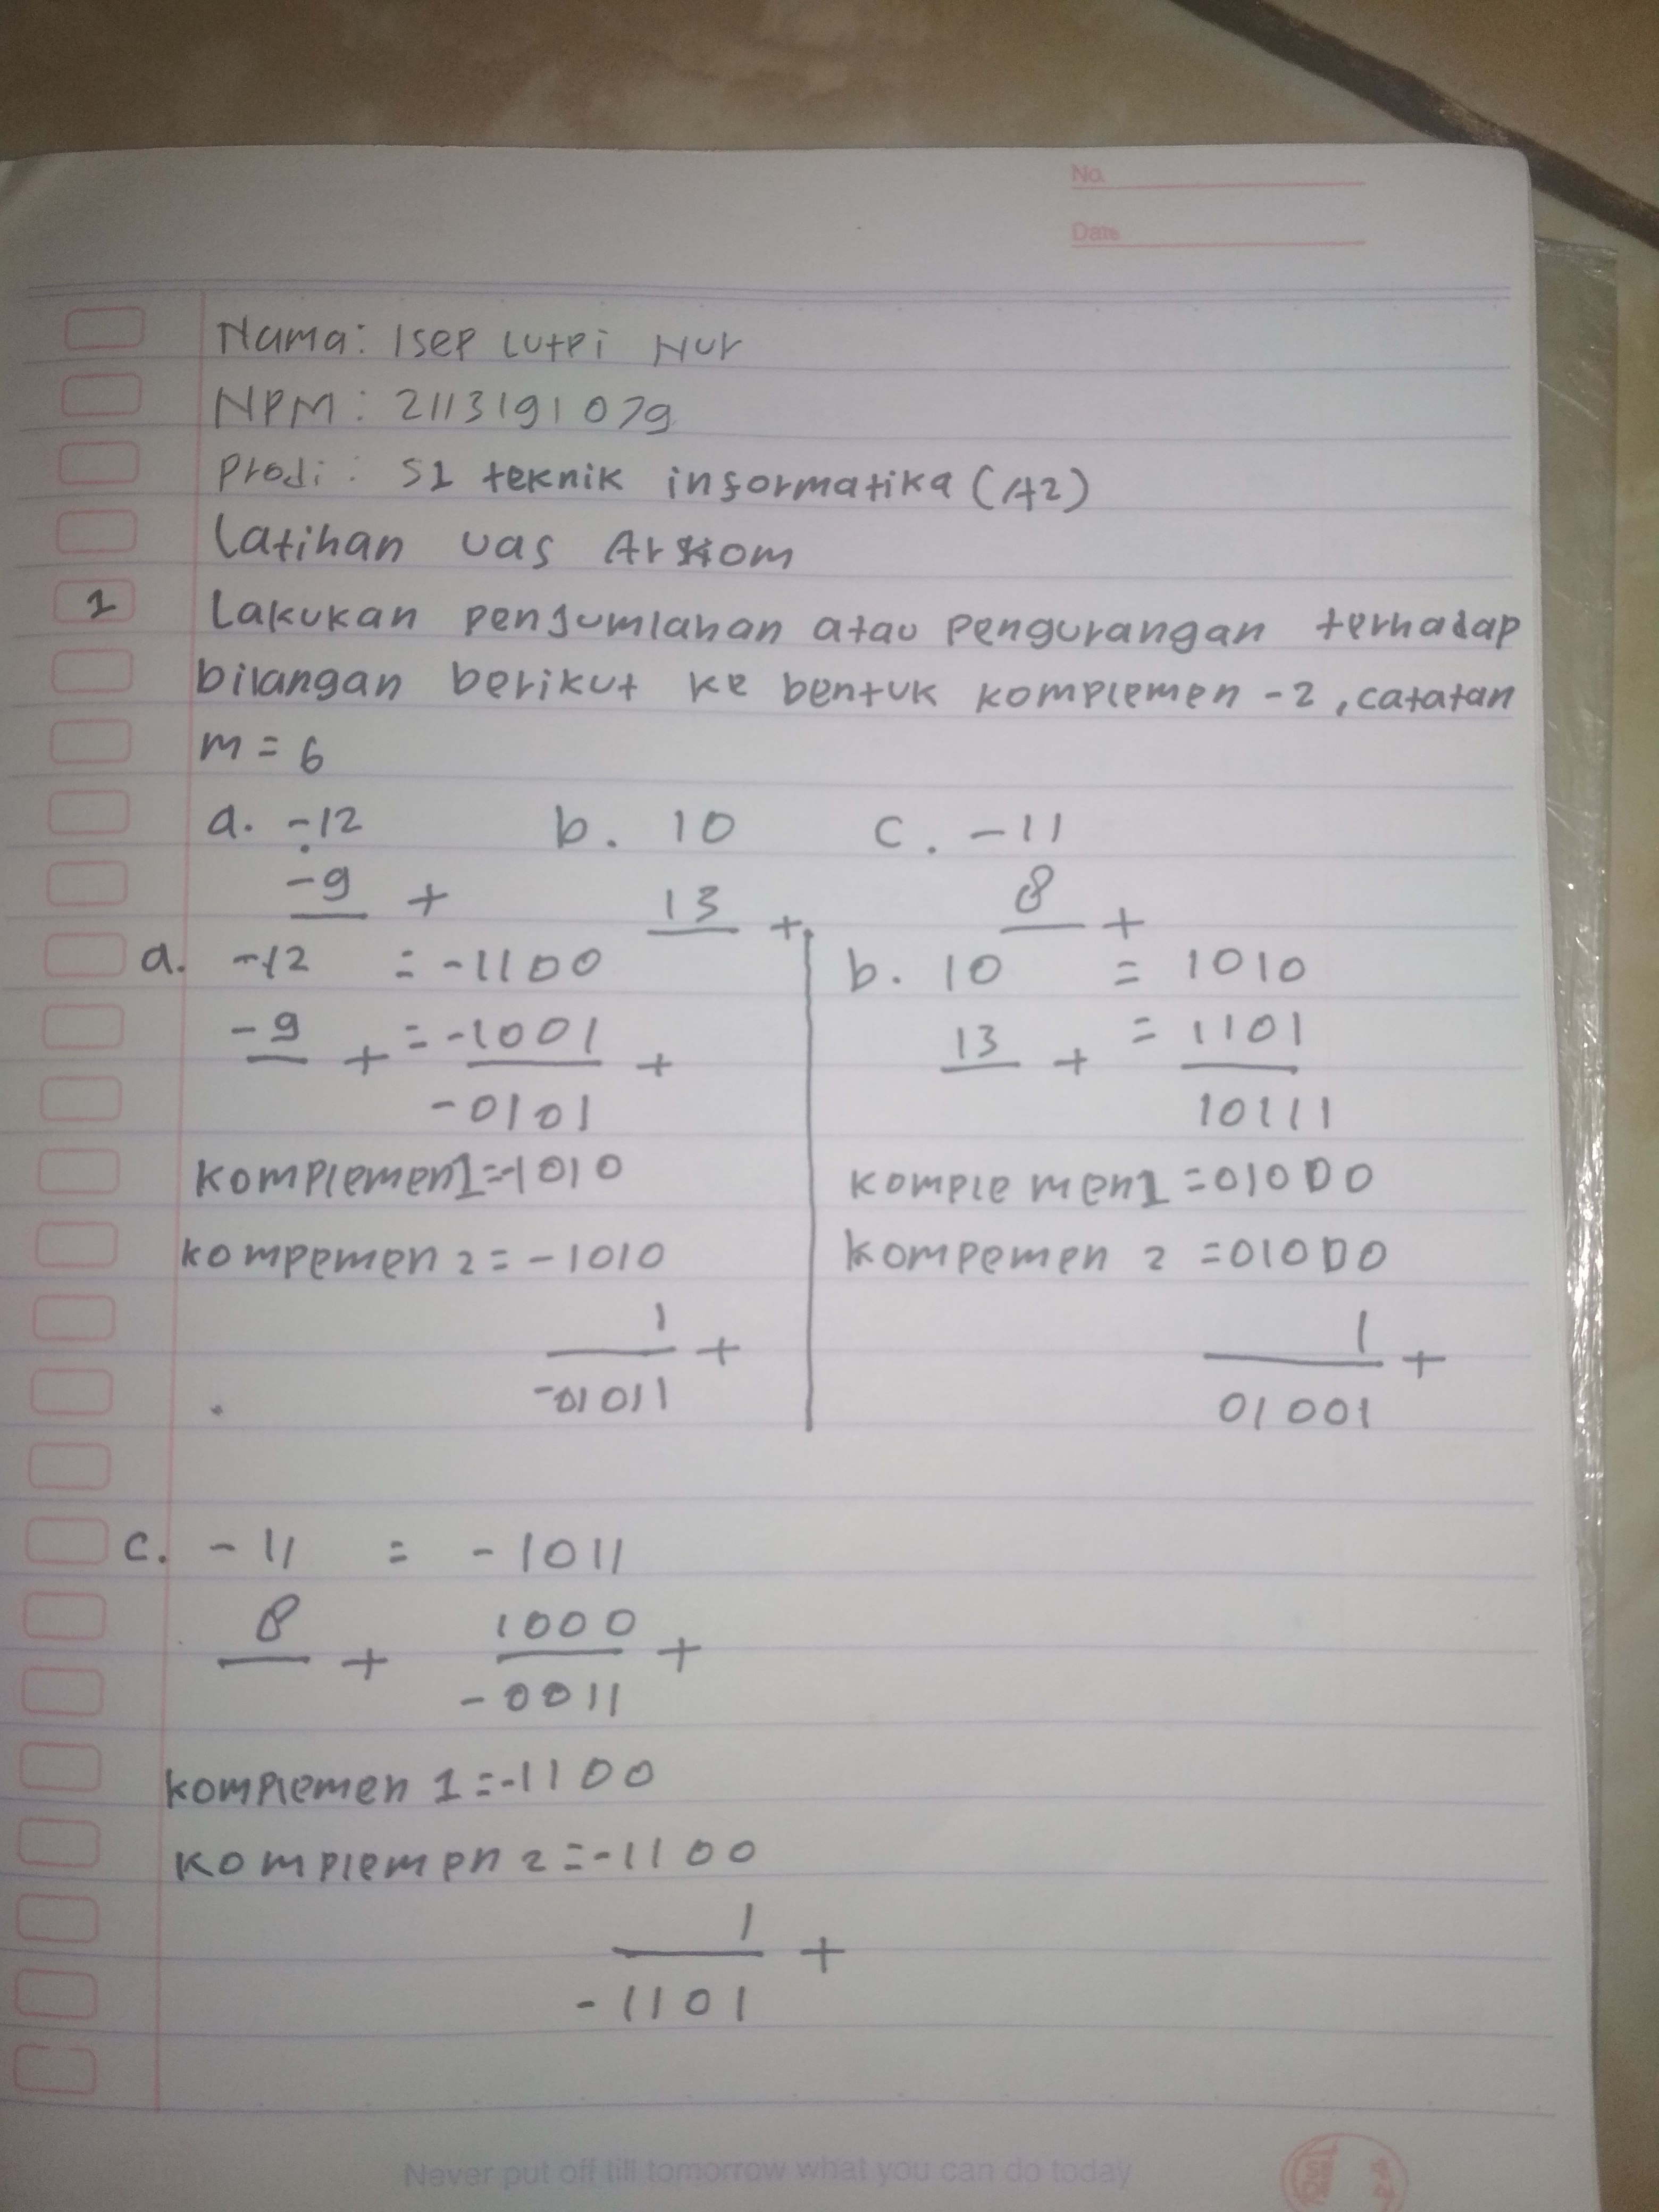 No.
Date
Nama: Isep Lutpi Nur
NPM: 2113191079
Prodi: S1 teknik informatika (A2)
Latihan uas Arkom
1 Lakukan penjumlahan atau pengurangan terhadap
bilangan berikut ke bentuk komplemen -2, catatan
m = 6
a. -12 b. 10 c. -11
-9 + 13 + 8 +
a. -12 = -1100 b. 10 = 1010
-9 + = -1001 + 13 + = 1101
-0101 10111
komplemen1=-1010 komplemen1 =01000
kompemen 2 = -1010 kompemen 2 =01000
1 + 1 +
-01011 01001
c. -11 = -1011
8 + 1000 +
-0011
komplemen 1=-1100
komplemen 2=-1100
1 +
-1101
Never put off till tomorrow what you can do today